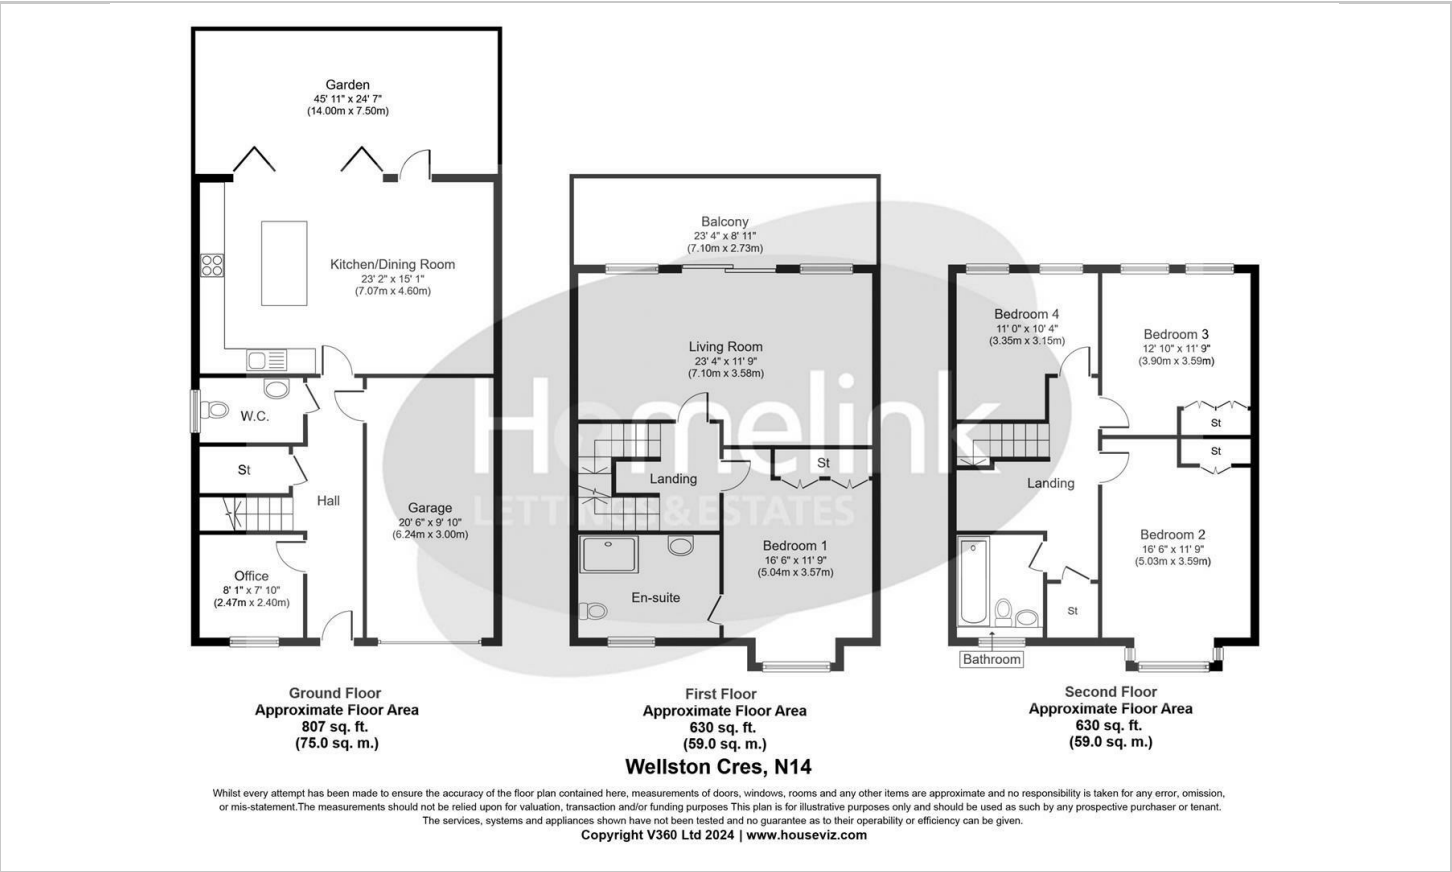 Garden
45' 11" x 24' 7"
(14.00m x 7.50m)
Kitchen/Dining Room
23' 2" x 15' 1"
(7.07m x 4.60m)
W.C.
St
Hall
Garage
20' 6" x 9' 10"
(6.24m x 3.00m)
Office
8' 1" x 7' 10"
(2.47m x 2.40m)
Ground Floor
Approximate Floor Area
807 sq. ft.
(75.0 sq. m.)
Balcony
23' 4" x 8' 11"
(7.10m x 2.73m)
Living Room
23' 4" x 11' 9"
(7.10m x 3.58m)
Homelink
LETTINGS & ESTATES
Landing
St
Bedroom 1
16' 6" x 11' 9"
(5.04m x 3.57m)
En-suite
First Floor
Approximate Floor Area
630 sq. ft.
(59.0 sq. m.)
Bedroom 4
11' 0" x 10' 4"
(3.35m x 3.15m)
Bedroom 3
12' 10" x 11' 9"
(3.90m x 3.59m)
St
St
Landing
Bedroom 2
16' 6" x 11' 9"
(5.03m x 3.59m)
St
Bathroom
Second Floor
Approximate Floor Area
630 sq. ft.
(59.0 sq. m.)
Wellston Cres, N14
Whilst every attempt has been made to ensure the accuracy of the floor plan contained here, measurements of doors, windows, rooms and any other items are approximate and no responsibility is taken for any error, omission,
or mis-statement.The measurements should not be relied upon for valuation, transaction and/or funding purposes This plan is for illustrative purposes only and should be used as such by any prospective purchaser or tenant.
The services, systems and appliances shown have not been tested and no guarantee as to their operability or efficiency can be given.
Copyright V360 Ltd 2024 | www.houseviz.com